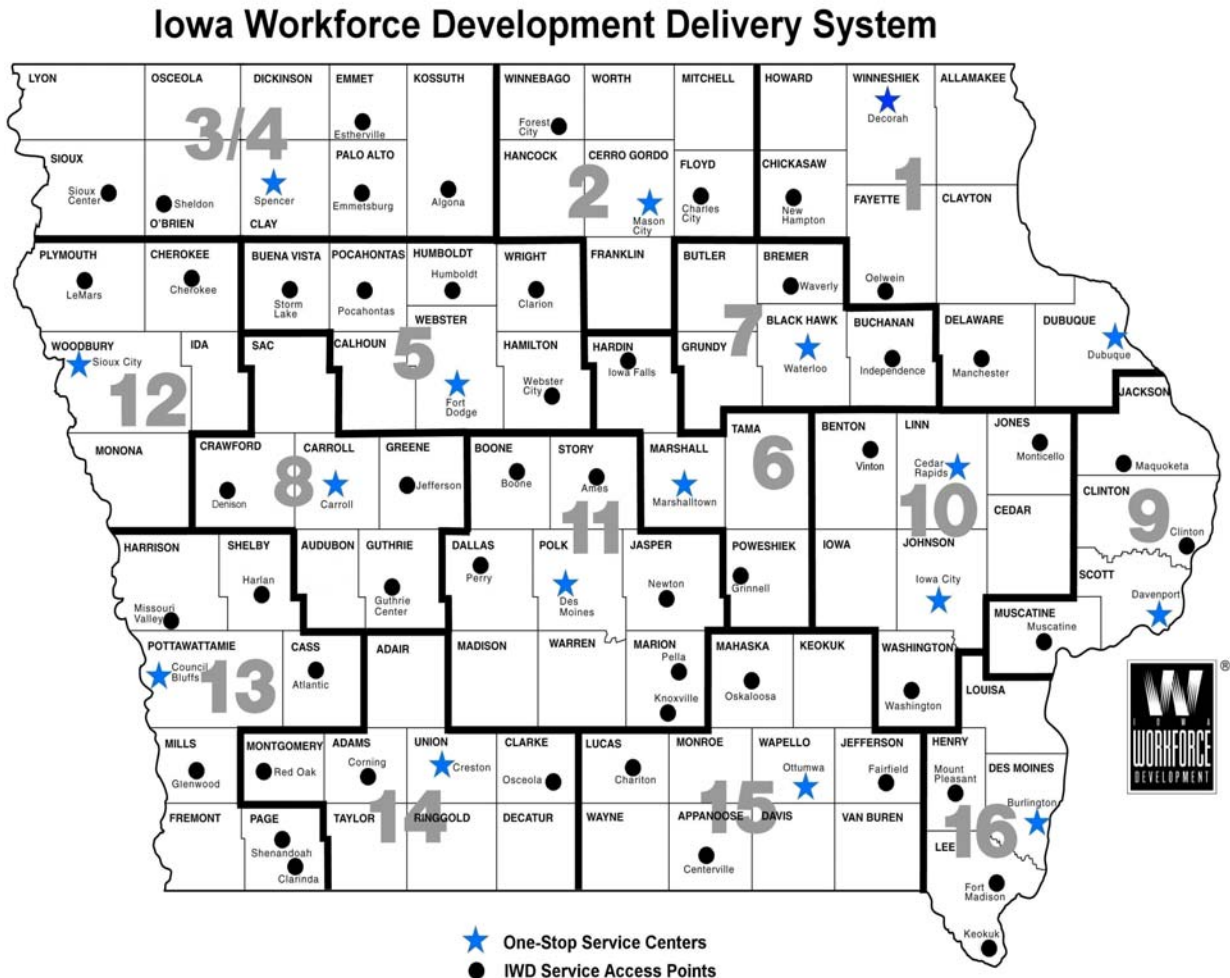 Iowa Workforce Development Delivery System
LYON
OSCEOLA
DICKINSON
EMMET
KOSSUTH
WINNEBAGO
WORTH
MITCHELL
HOWARD
WINNESHIEK
ALLAMAKEE
Decorah
Estherville
Forest
City
3/4
SIOUX
Sioux
Center
Sheldon
O'BRIEN
Spencer
CLAY
PALO ALTO
Emmetsburg
Algona
HANCOCK
CERRO GORDO
2
Mason
City
FLOYD
Charles
City
CHICKASAW
New
Hampton
1
FAYETTE
CLAYTON
Oelwein
PLYMOUTH
LeMars
CHEROKEE
Cherokee
BUENA VISTA
Storm
Lake
POCAHONTAS
Pocahontas
HUMBOLDT
Humboldt
WRIGHT
Clarion
FRANKLIN
BUTLER
BREMER
Waverly
WOODBURY
Sioux City
12
IDA
SAC
CALHOUN
5
WEBSTER
Fort
Dodge
HAMILTON
Webster
City
HARDIN
Iowa Falls
GRUNDY
7
BLACK HAWK
Waterloo
BUCHANAN
Independence
DELAWARE
Manchester
DUBUQUE
Dubuque
JACKSON
Maquoketa
MONONA
CRAWFORD
Denison
8
CARROLL
Carroll
GREENE
Jefferson
BOONE
Boone
STORY
Ames
11
MARSHALL
Marshalltown
TAMA
6
BENTON
Vinton
LINN
Cedar
Rapids
10
JONES
Monticello
CEDAR
CLINTON
9
Clinton
HARRISON
Missouri
Valley
SHELBY
Harlan
AUDUBON
GUTHRIE
Guthrie
Center
DALLAS
Perry
POLK
Des
Moines
JASPER
Newton
POWESHIEK
Grinnell
IOWA
JOHNSON
Iowa City
SCOTT
Davenport
MUSCATINE
Muscatine
POTTAWATTAMIE
Council
Bluffs
13
CASS
Atlantic
ADAIR
MADISON
WARREN
MARION
Pella
Knoxville
MAHASKA
Oskaloosa
KEOKUK
WASHINGTON
Washington
LOUISA
MILLS
Glenwood
MONTGOMERY
Red Oak
ADAMS
Corning
UNION
Creston
CLARKE
Osceola
LUCAS
Chariton
MONROE
WAPELLO
Ottumwa
JEFFERSON
Fairfield
HENRY
Mount
Pleasant
DES MOINES
Burlington
FREMONT
PAGE
Shenandoah
Clarinda
TAYLOR
14
RINGGOLD
DECATUR
WAYNE
APPANOOSE
Centerville
15
DAVIS
VAN BUREN
16
LEE
Fort
Madison
Keokuk
W
®
IOWA
WORKFORCE
DEVELOPMENT
One-Stop Service Centers
IWD Service Access Points